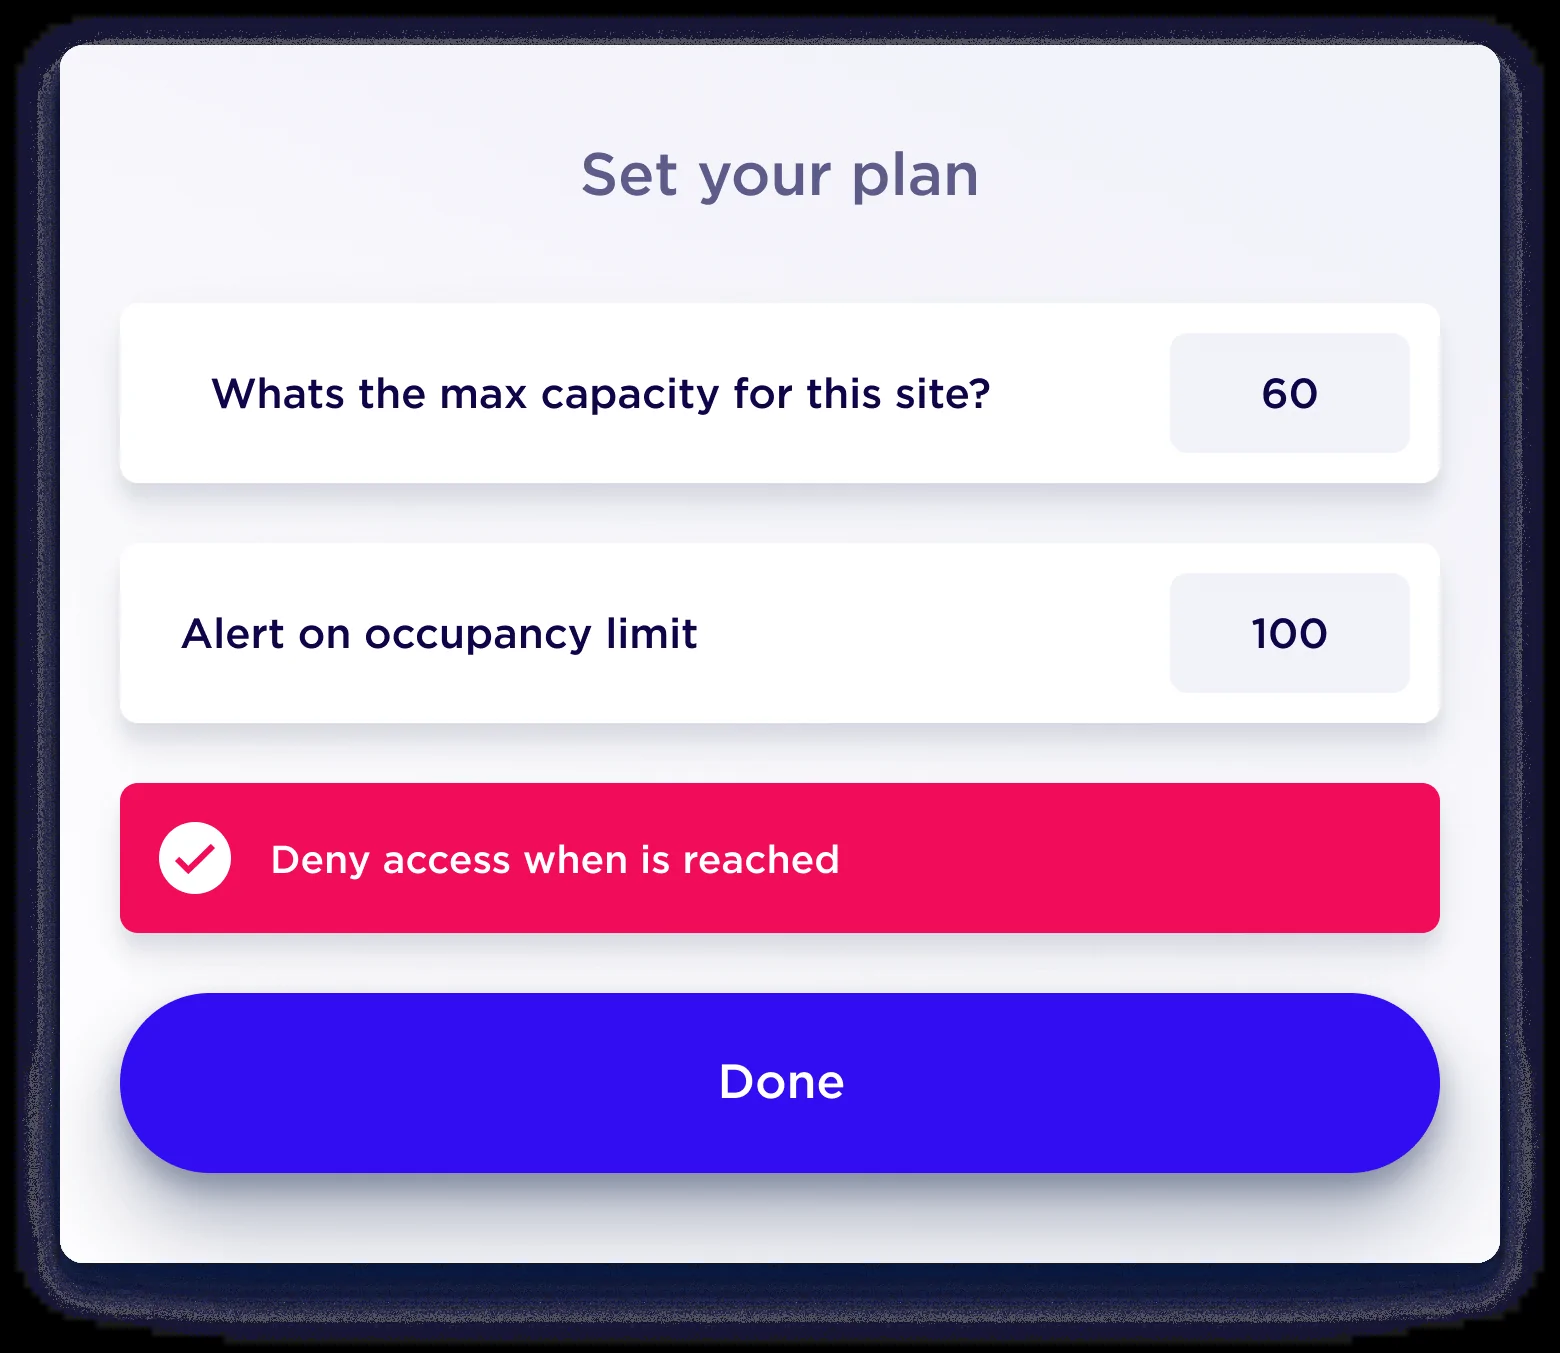 Set your plan
Whats the max capacity for this site? 60
Alert on occupancy limit 100
Deny access when is reached
Done